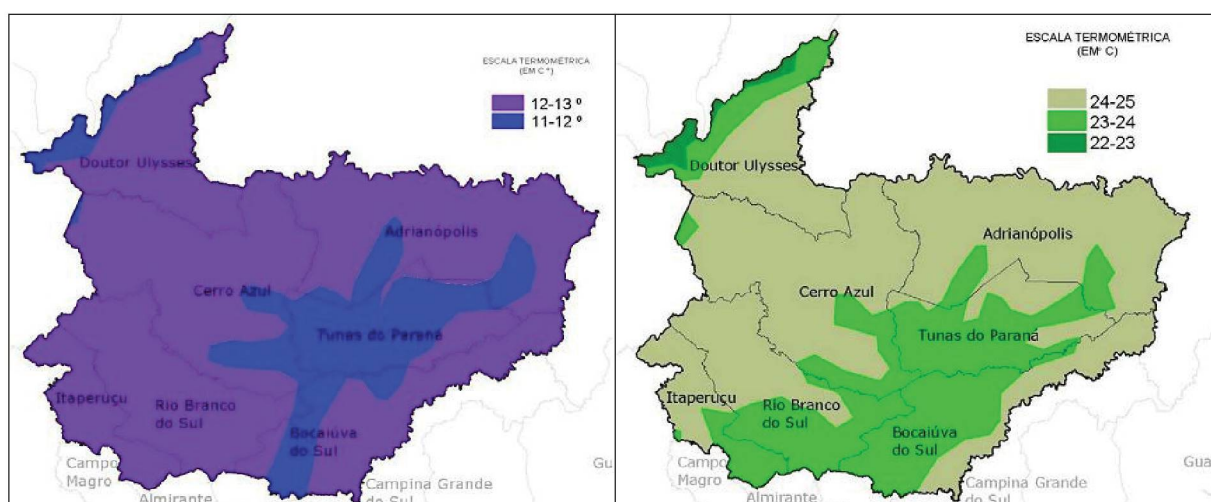 ESCALA TERMOMÉTRICA
(EM C º)
12-13 º
11-12 º
Doutor Ulysses
Adrianópolis
Cerro Azul
Tunas do Paraná
Itaperuçu
Rio Branco
do Sul
Bocaiúva
do Sul
Campo
Magro
Almirante
Campina Grande
do Sul
Gu
ESCALA TERMOMÉTRICA
(EMº C)
24-25
23-24
22-23
Doutor Ulysses
Adrianópolis
Cerro Azul
Tunas do Paraná
Itaperuçu
Rio Branco
do Sul
Bocaiúva
do Sul
Campo
Magro
Almirante
Campina Grande
do Sul
Gua